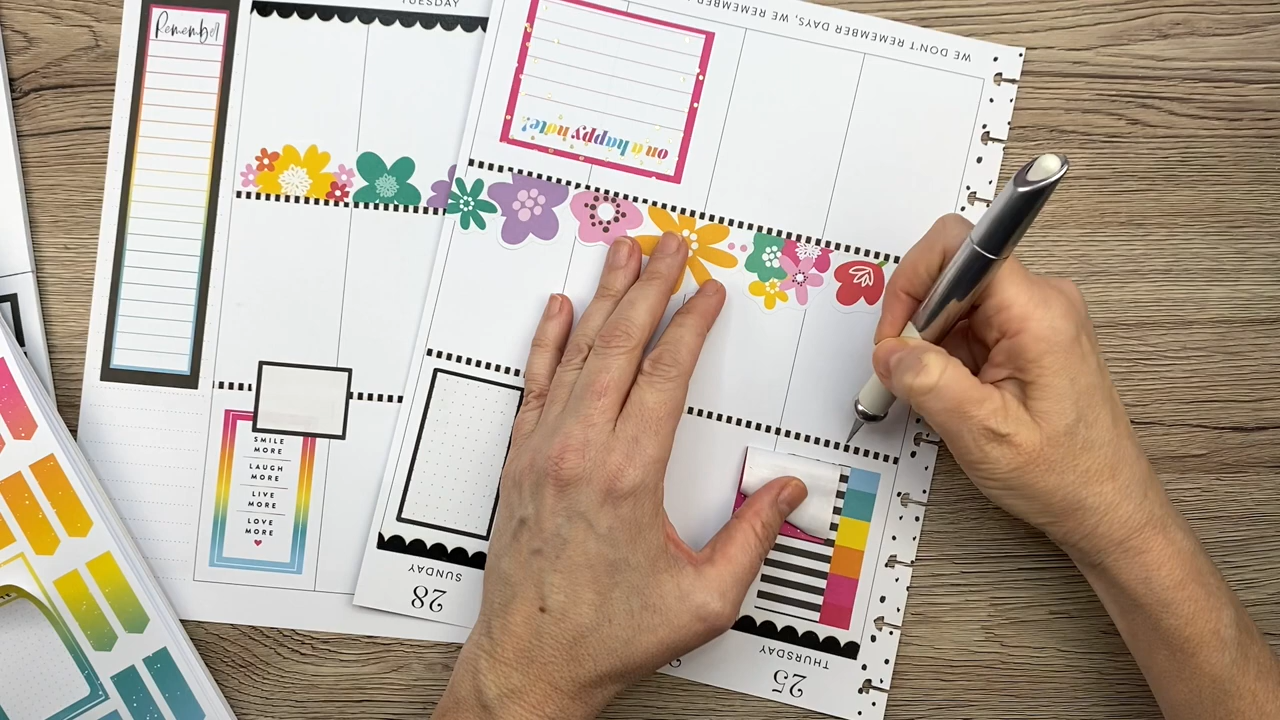 TUESDAY
Remember
WE DON'T REMEMBER DAYS, WE REMEMBER
on a happy note!
SMILE
MORE
LAUGH
MORE
LIVE
MORE
LOVE
MORE
SUNDAY
28
THURSDAY
25